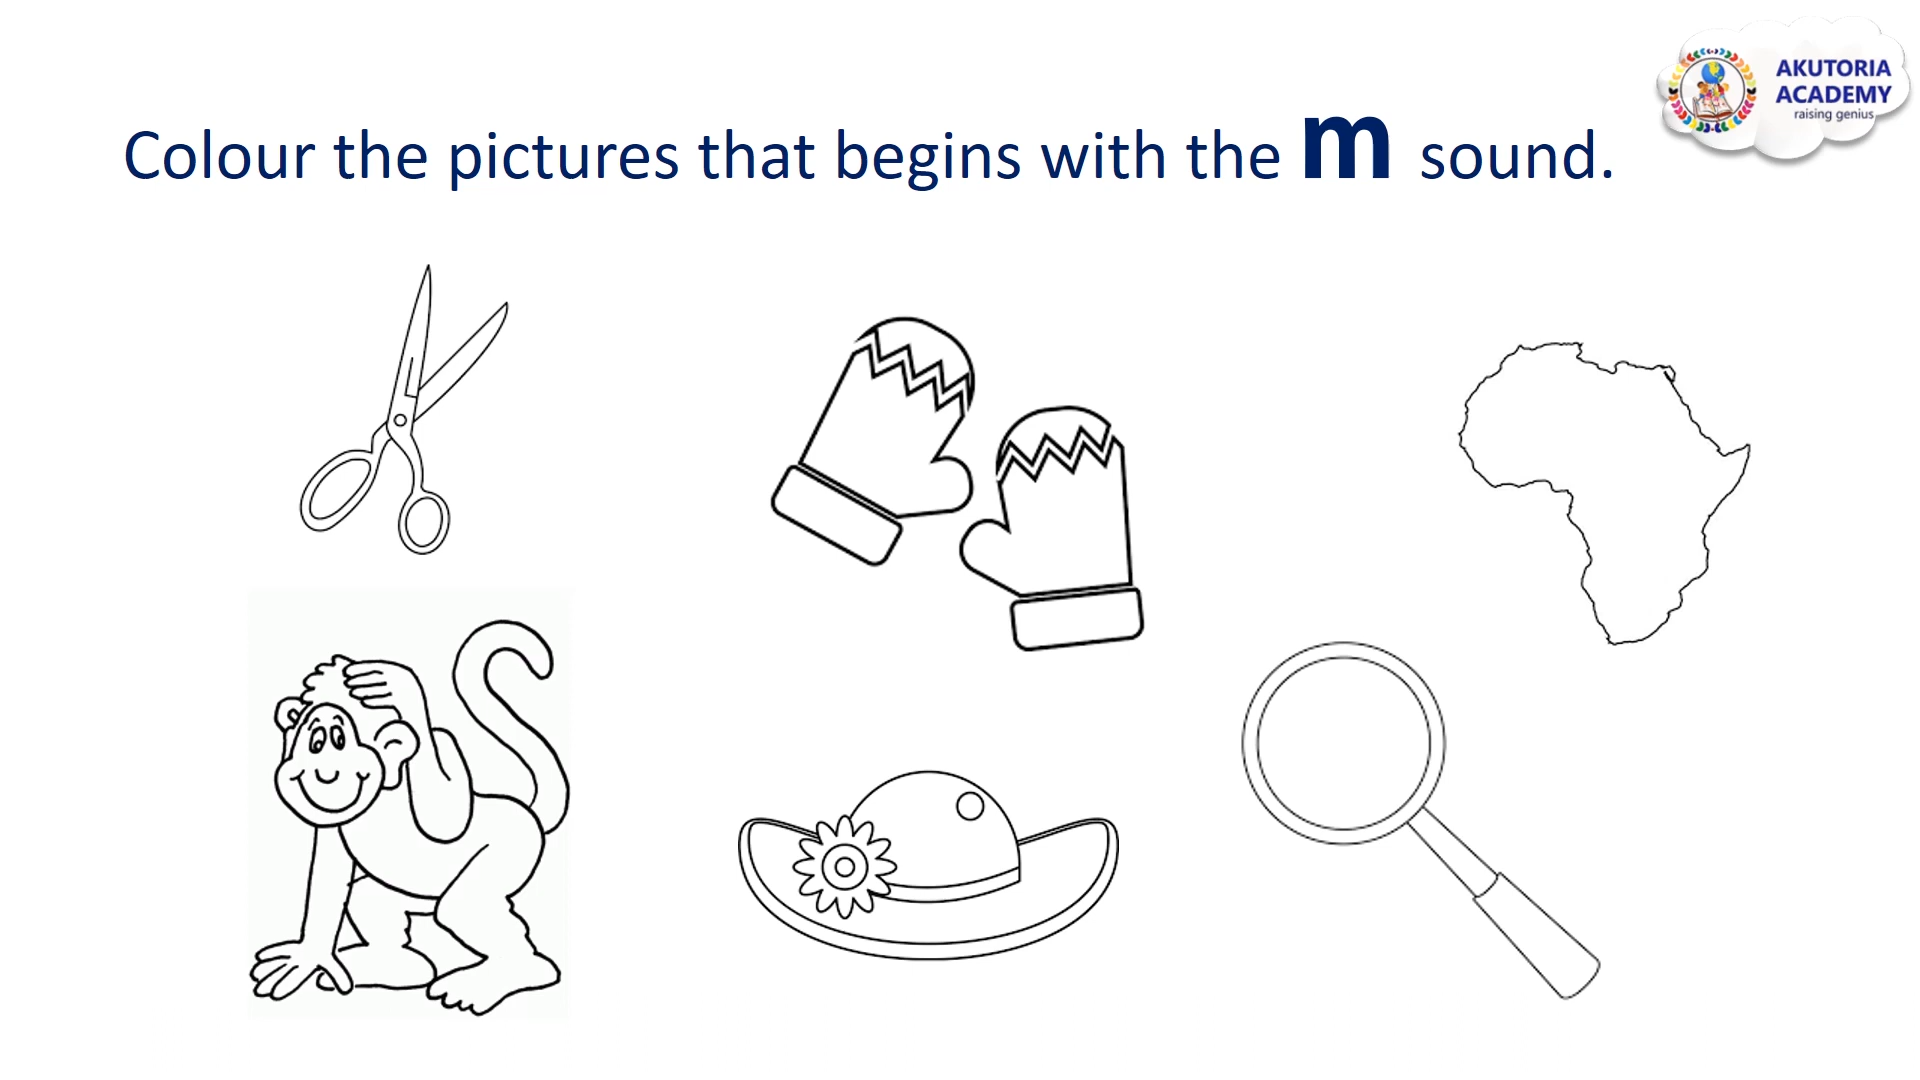 AKUTORIA
ACADEMY
raising genius
Colour the pictures that begins with the m sound.